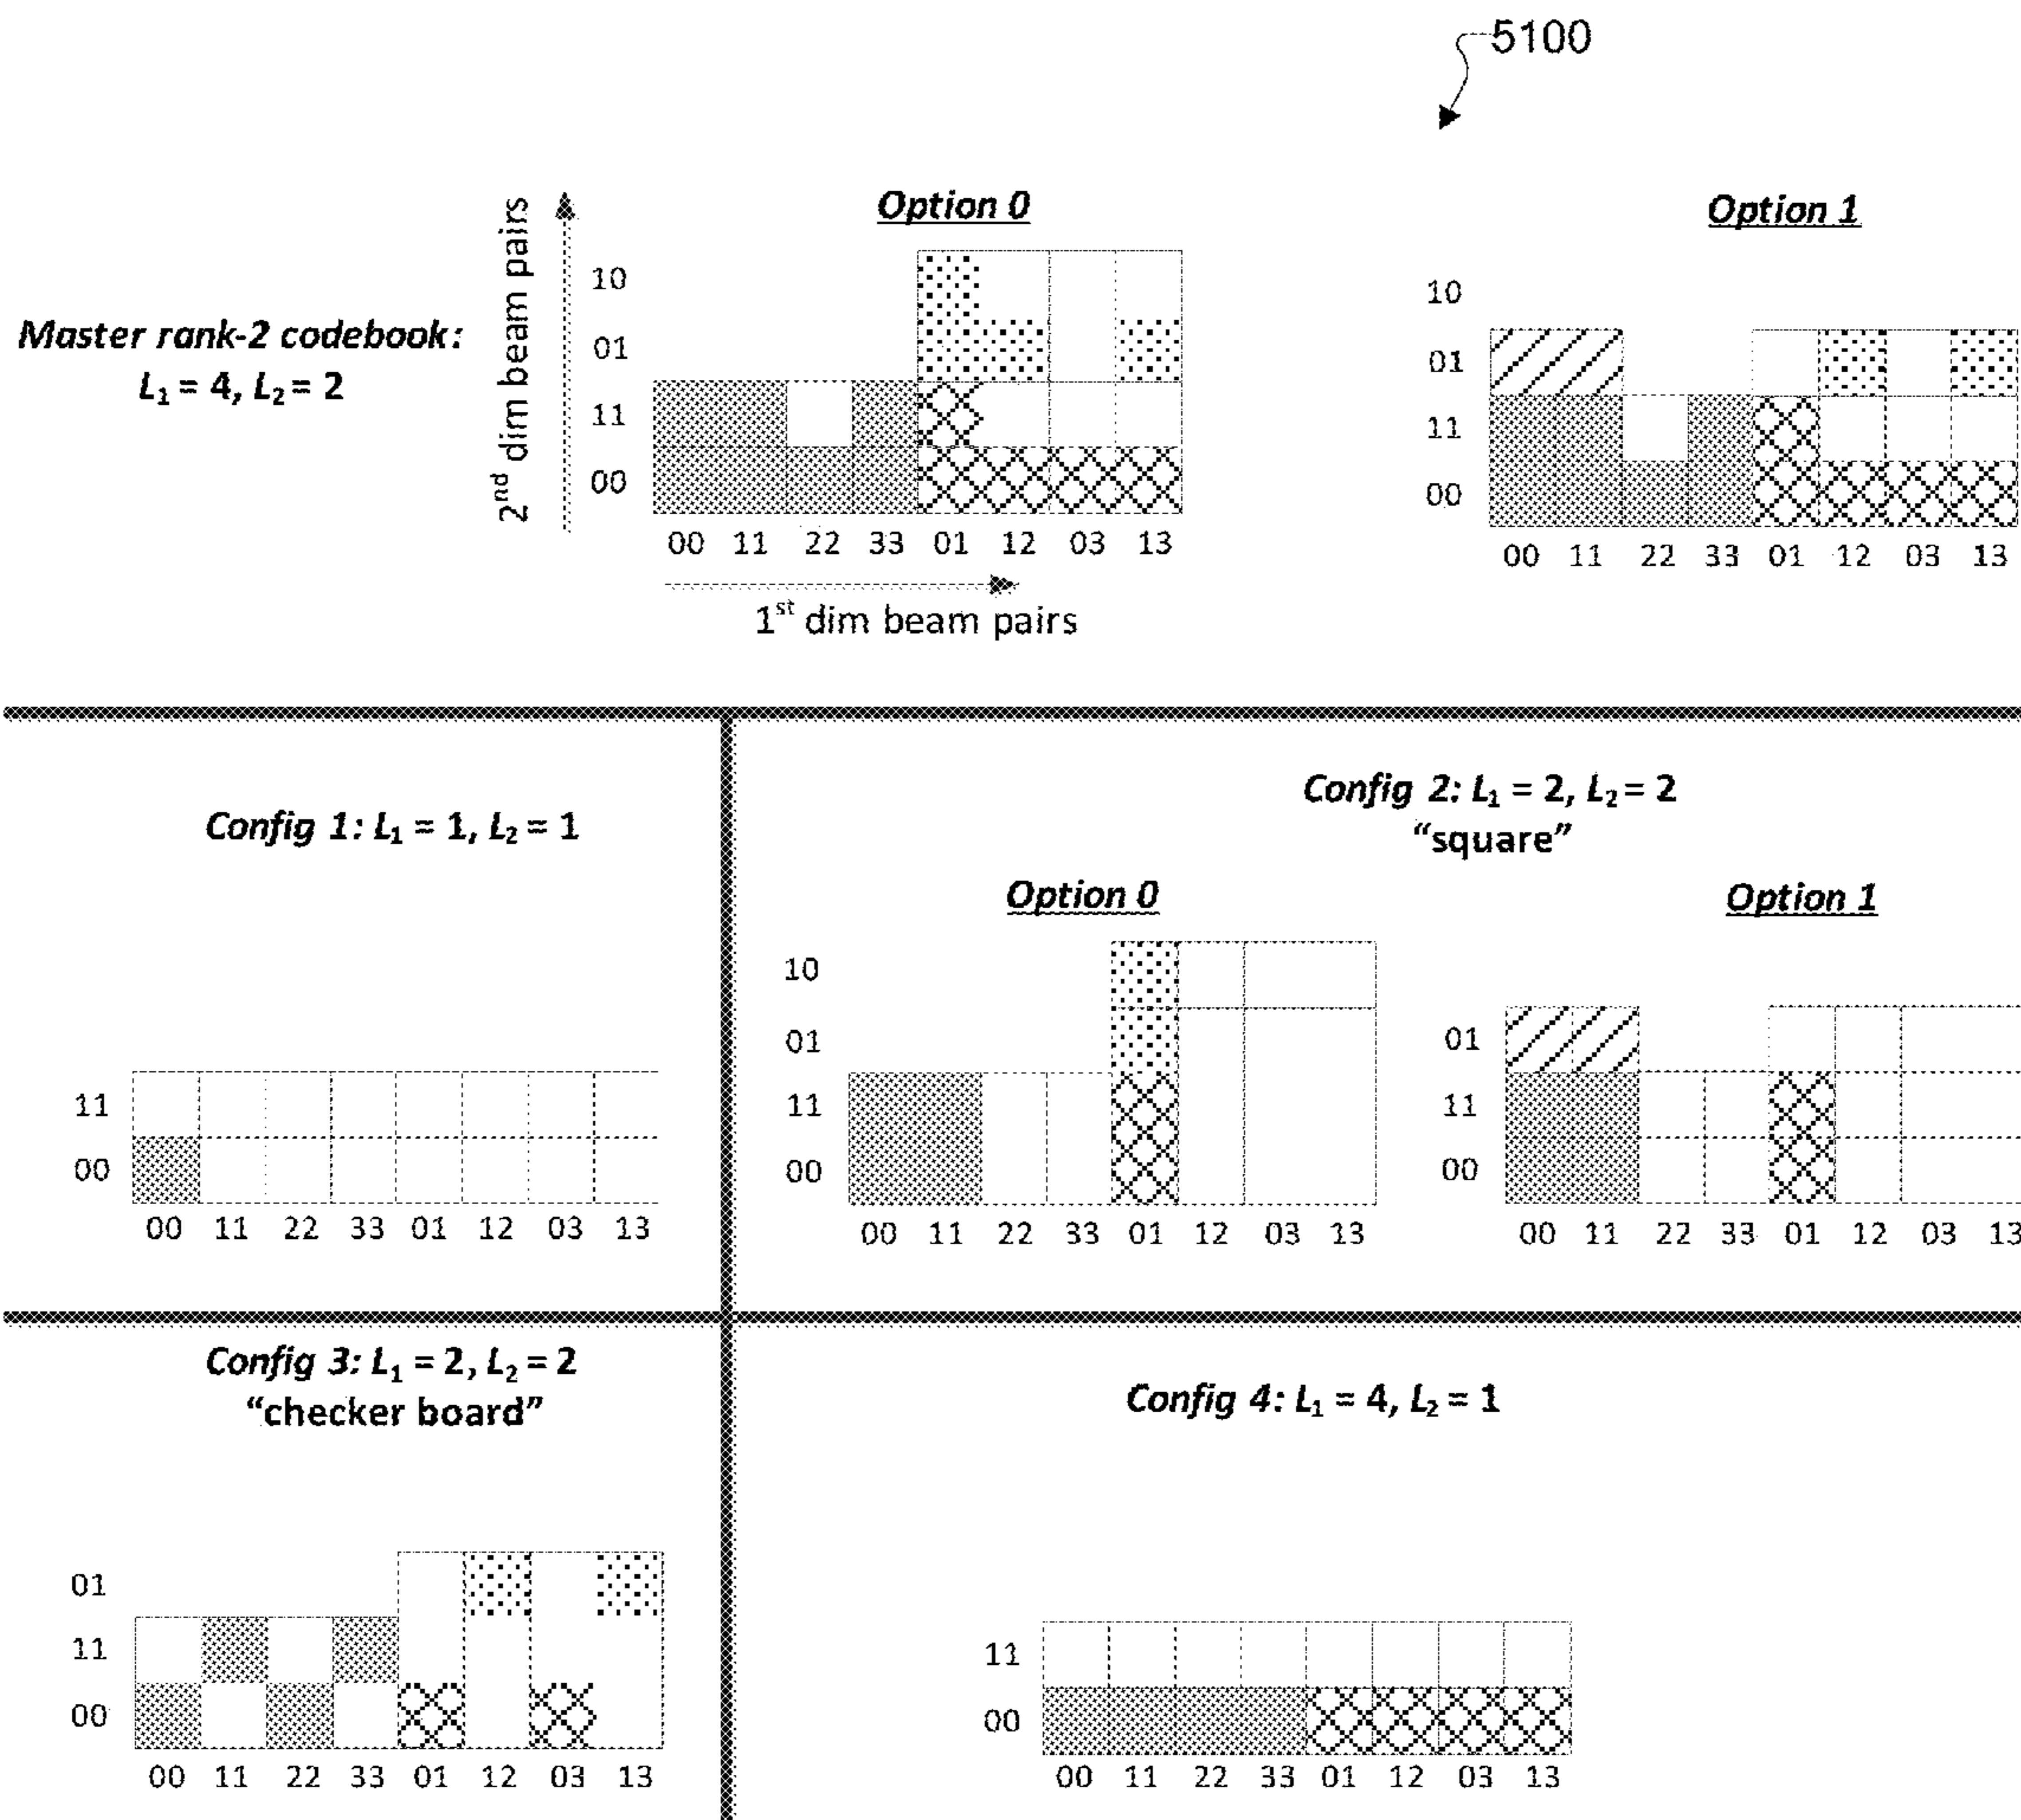 5100
Option 0
Option 1
Master rank-2 codebook:
L₁ = 4, L₂ = 2
2nd dim beam pairs
10
01
11
00
00 11 22 33 01 12 03 13
1st dim beam pairs
10
01
11
00
00 11 22 33 01 12 03 13
Config 1: L₁ = 1, L₂ = 1
11
00
00 11 22 33 01 12 03 13
Config 2: L₁ = 2, L₂ = 2
“square”
Option 0
10
01
11
00
00 11 22 33 01 12 03 13
Option 1
01
11
00
00 11 22 33 01 12 03 13
Config 3: L₁ = 2, L₂ = 2
“checker board”
01
11
00
00 11 22 33 01 12 03 13
Config 4: L₁ = 4, L₂ = 1
11
00
00 11 22 33 01 12 03 13